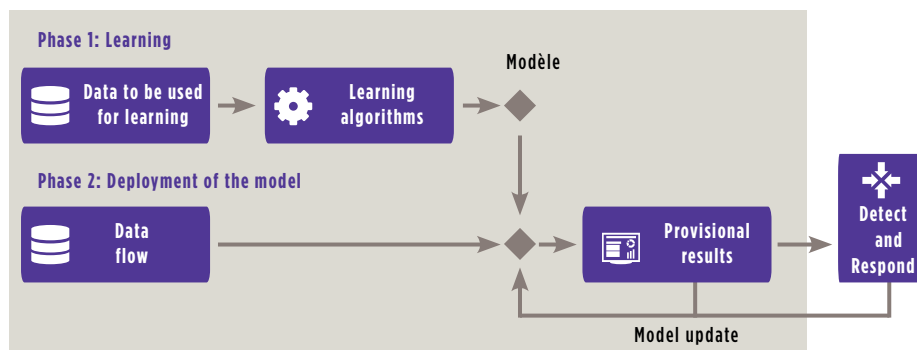 Phase 1: Learning
Modèle
Data to be used
for learning
Learning
algorithms
Phase 2: Deployment of the model
Data
flow
Provisional
results
Detect
and
Respond
Model update